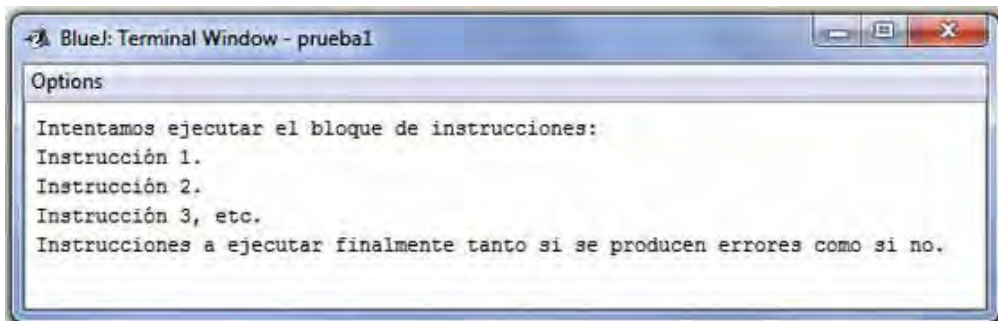 BlueJ: Terminal Window - prueba1
Options
Intentamos ejecutar el bloque de instrucciones:
Instrucción 1.
Instrucción 2.
Instrucción 3, etc.
Instrucciones a ejecutar finalmente tanto si se producen errores como si no.